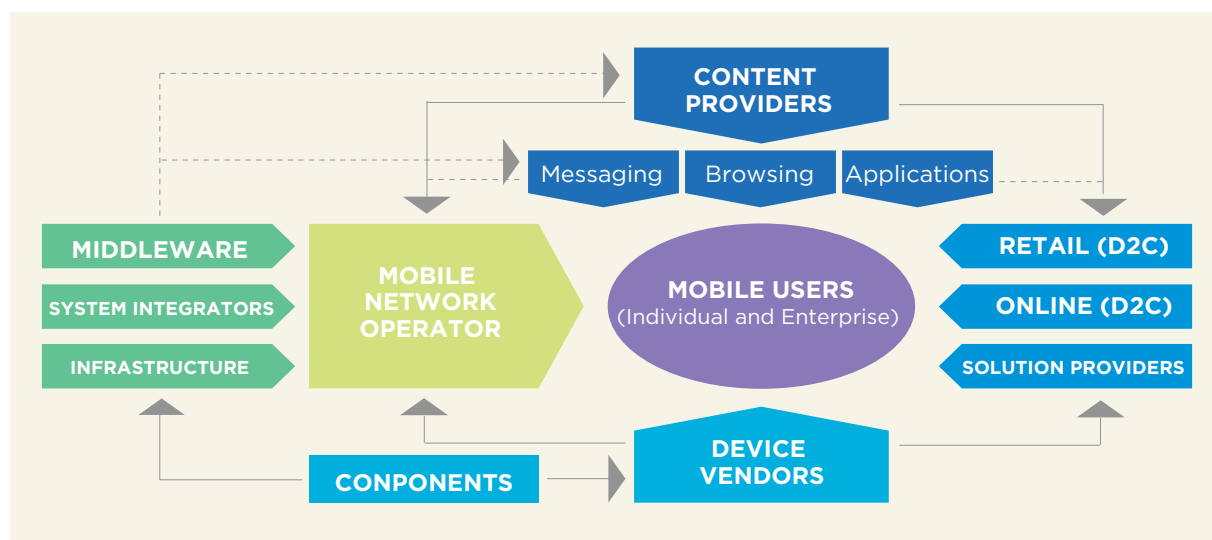 CONTENT
PROVIDERS
Messaging
Browsing
Applications
MIDDLEWARE
SYSTEM INTEGRATORS
INFRASTRUCTURE
MOBILE
NETWORK
OPERATOR
MOBILE USERS
(Individual and Enterprise)
RETAIL (D2C)
ONLINE (D2C)
SOLUTION PROVIDERS
CONPONENTS
DEVICE
VENDORS